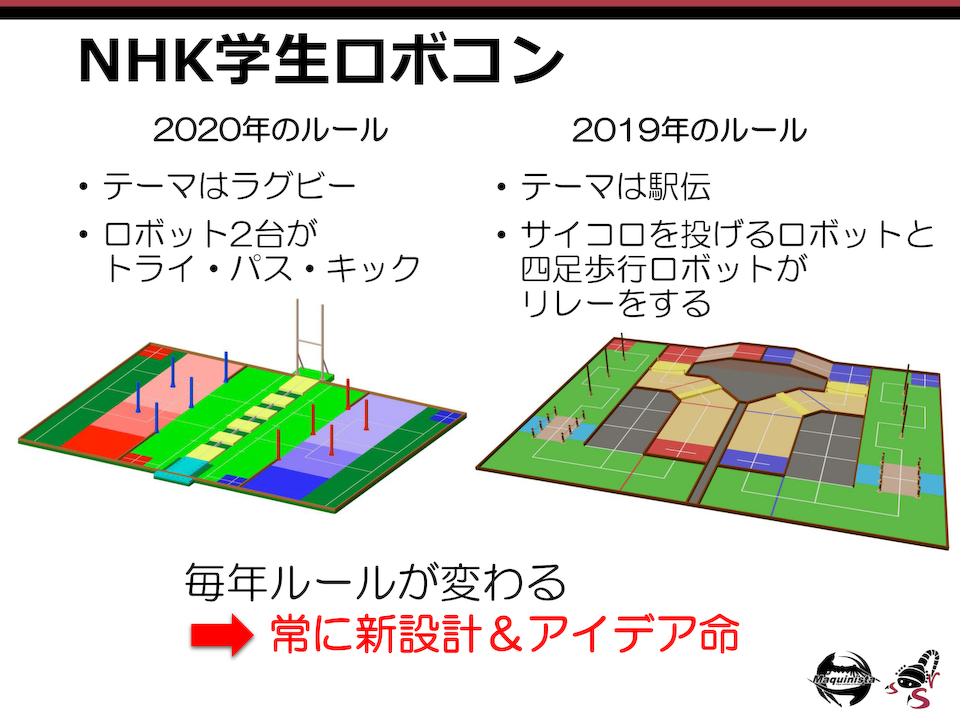 NHK学生ロボコン
2020年のルール
• テーマはラグビー
• ロボット2台が
トライ・パス・キック
2019年のルール
• テーマは駅伝
• サイコロを投げるロボットと
四足歩行ロボットが
リレーをする
毎年ルールが変わる
常に新設計＆アイデア命
Maquinista
SSVR